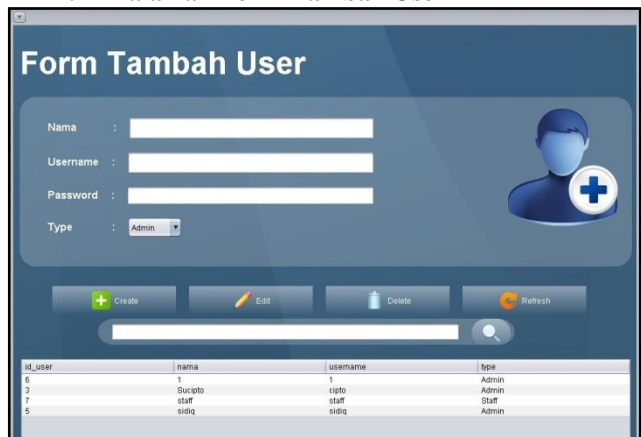 Form Tambah User
Nama :
Username :
Password :
Type : Admin
Create Edit Delete Refresh
id_user nama username type
6 1 1 Admin
3 Sucipto cipto Admin
7 staff staff Staff
5 sidiq sidiq Admin